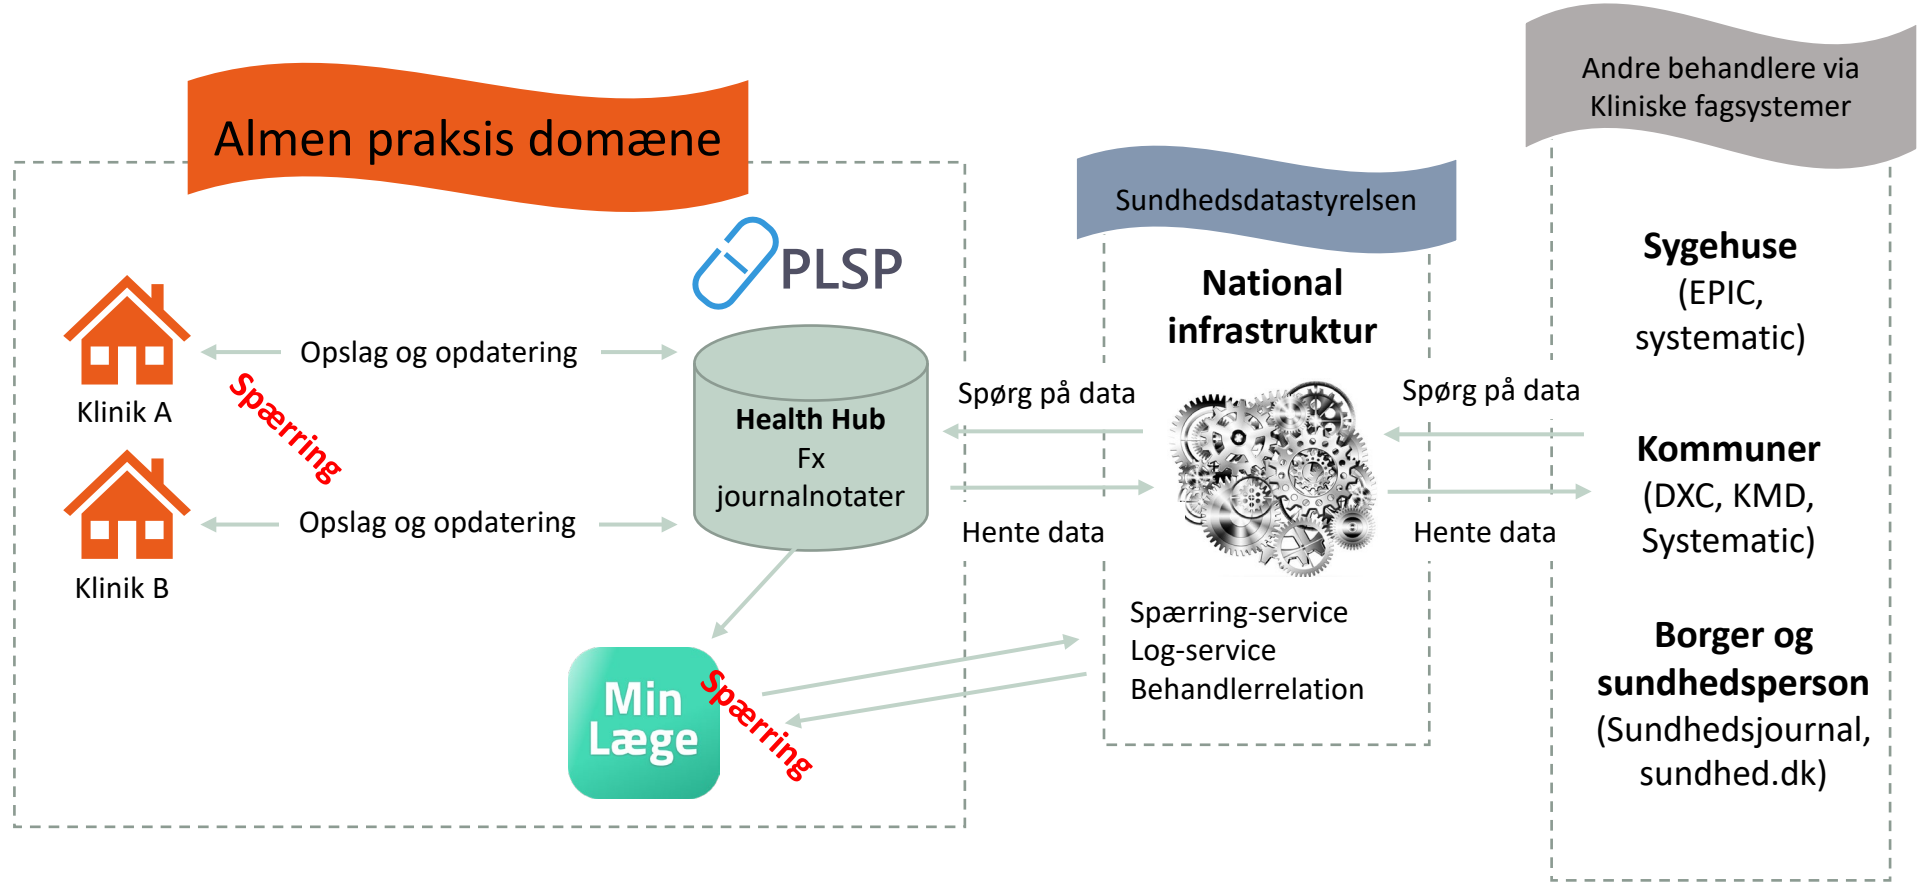 Almen praksis domæne
PLSP
Klinik A
Opslag og opdatering
Spærring
Klinik B
Opslag og opdatering
Health Hub
Fx
journalnotater
Min
Læge
Spærring
Spørg på data
Hente data
Sundhedsdatastyrelsen
National
infrastruktur
Spærring-service
Log-service
Behandlerrelation
Spørg på data
Hente data
Andre behandlere via
Kliniske fagsystemer
Sygehuse
(EPIC,
systematic)
Kommuner
(DXC, KMD,
Systematic)
Borger og
sundhedsperson
(Sundhedsjournal,
sundhed.dk)